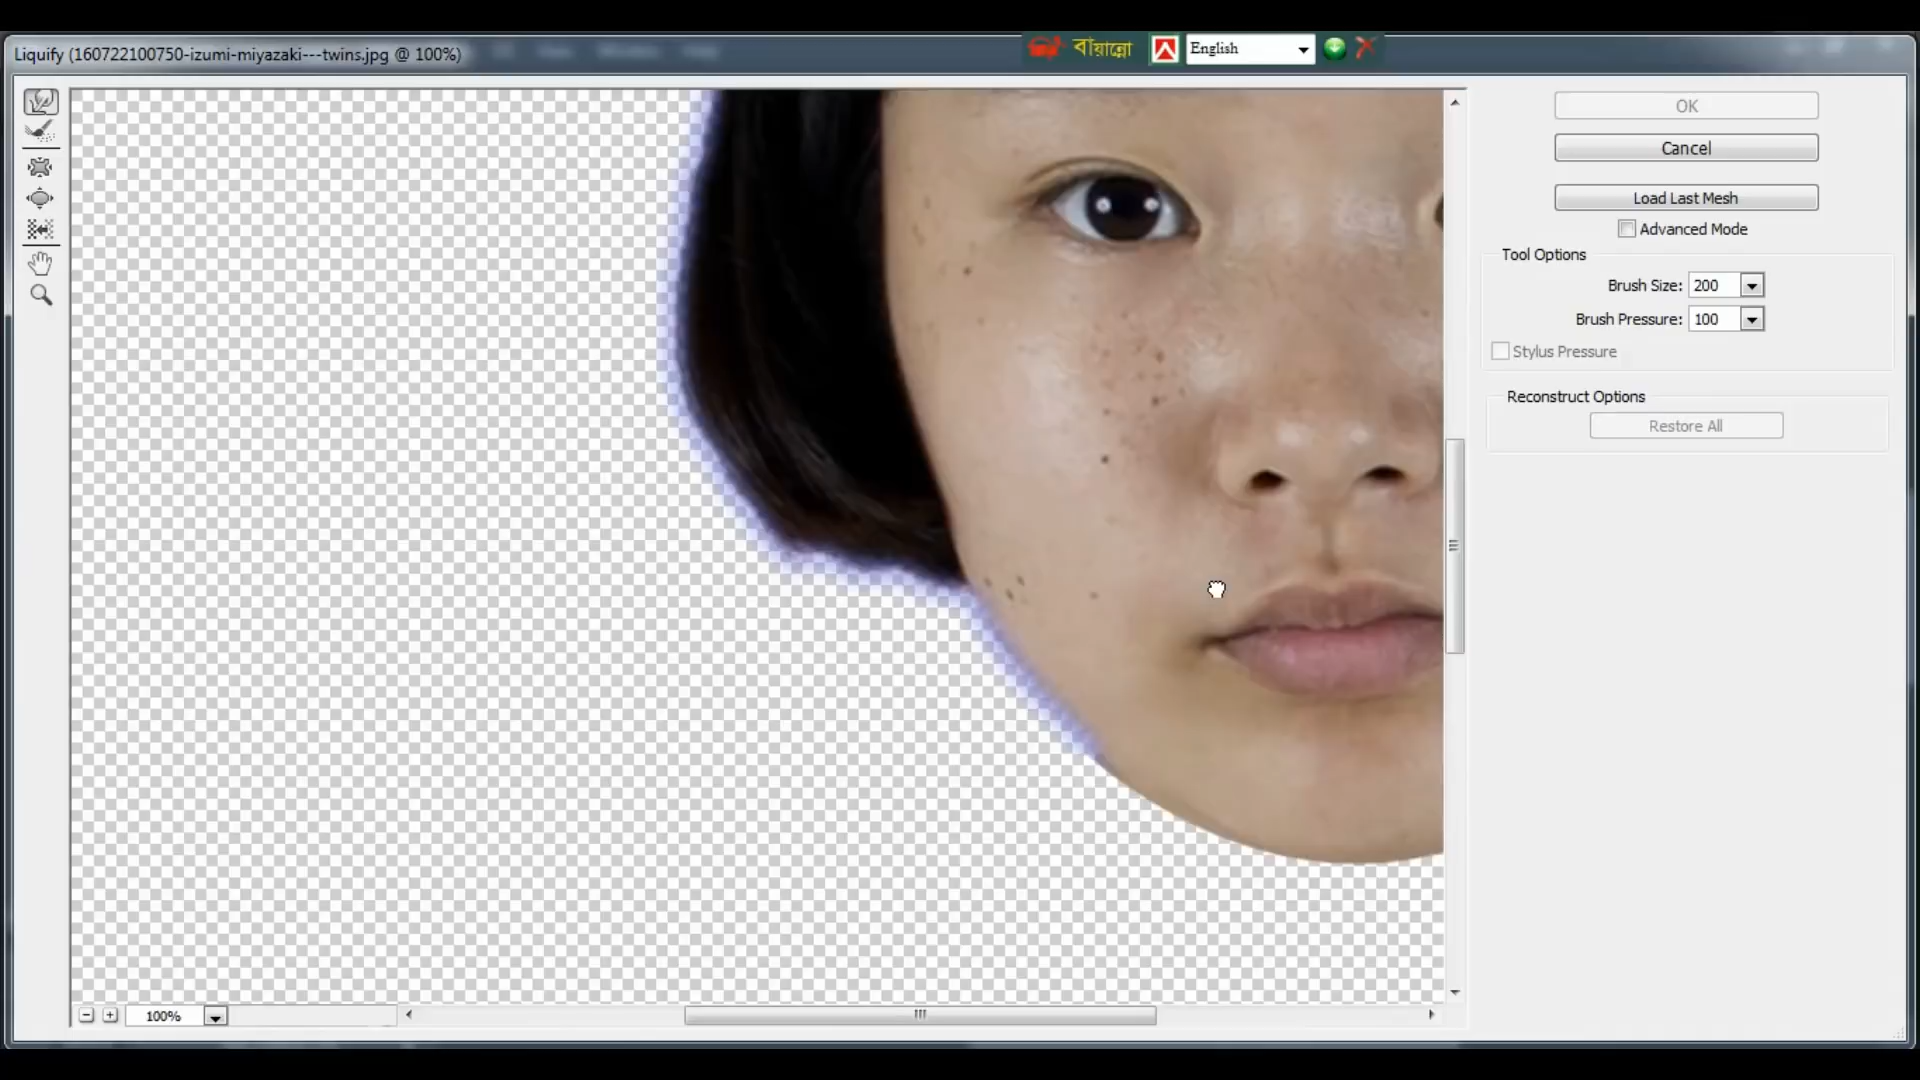 Liquify (160722100750-izumi-miyazaki---twins.jpg @ 100%)
বায়ান্নো
English
OK
Cancel
Load Last Mesh
Advanced Mode
Tool Options
Brush Size: 200
Brush Pressure: 100
Stylus Pressure
Reconstruct Options
Restore All
100%